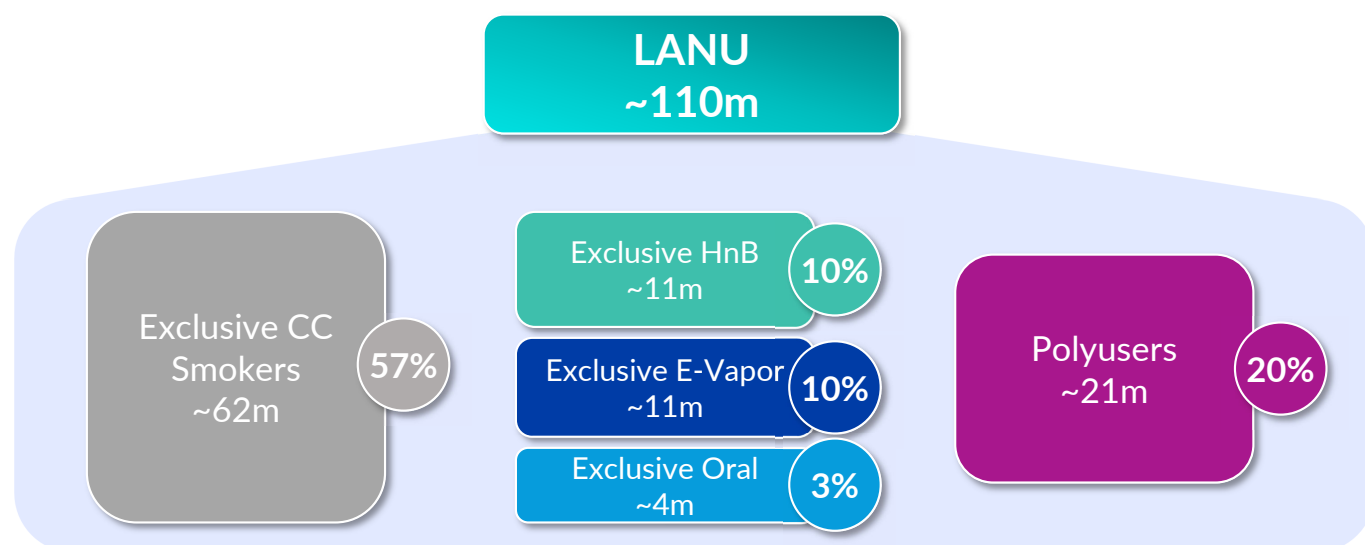 LANU
~110m
Exclusive CC
Smokers
~62m
57%
Exclusive HnB
~11m
10%
Exclusive E-Vapor
~11m
10%
Exclusive Oral
~4m
3%
Polyusers
~21m
20%